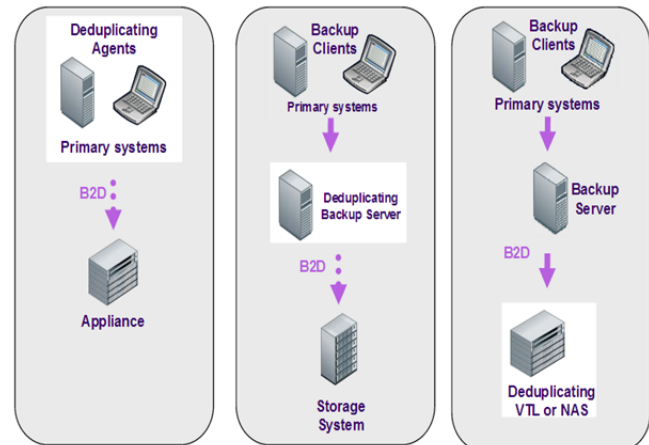 Deduplicating
Agents
Primary systems
B2D
Appliance
Backup
Clients
Primary systems
Deduplicating
Backup Server
B2D
Storage
System
Backup
Clients
Primary systems
Backup
Server
B2D
Deduplicating
VTL or NAS